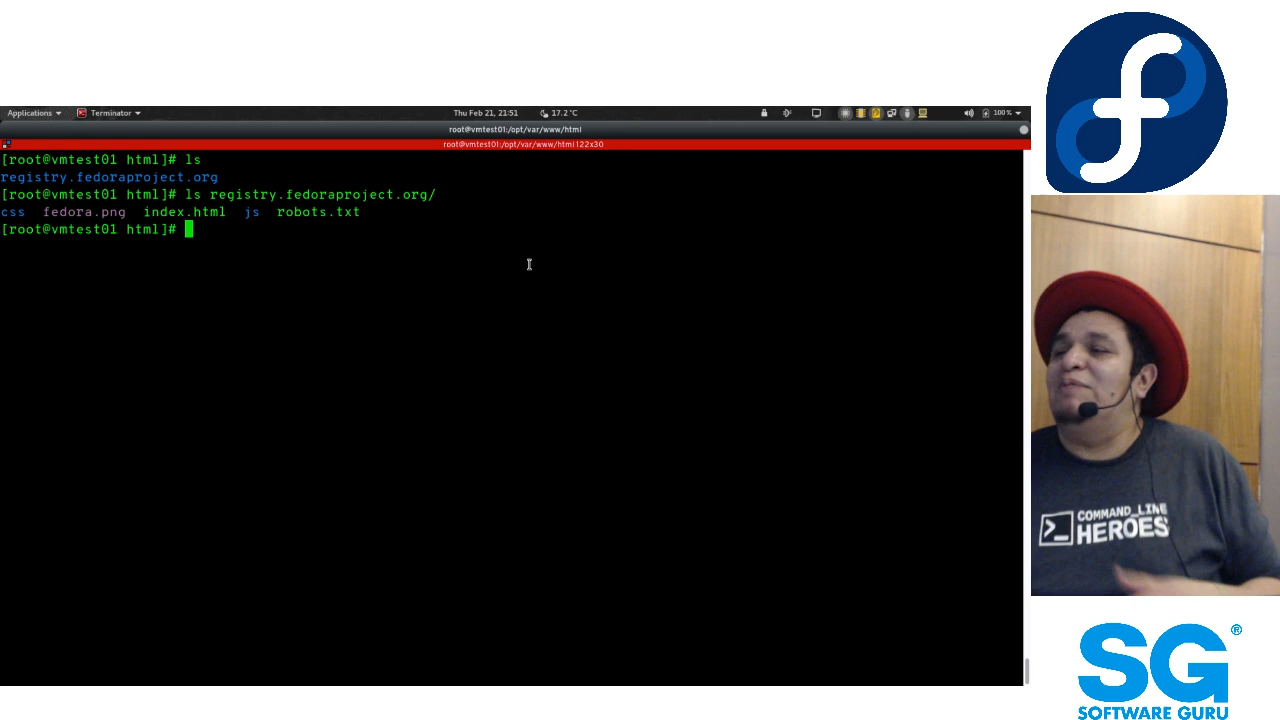 Applications Terminator Thu Feb 21, 21:51 17.2°C 100%
root@vmtest01:/opt/var/www/html
root@vmtest01:/opt/var/www/html 122x30
[root@vmtest01 html]# ls
registry.fedoraproject.org
[root@vmtest01 html]# ls registry.fedoraproject.org/
css fedora.png index.html js robots.txt
[root@vmtest01 html]#
COMMAND_LINE
HEROES
SG®
SOFTWARE GURU